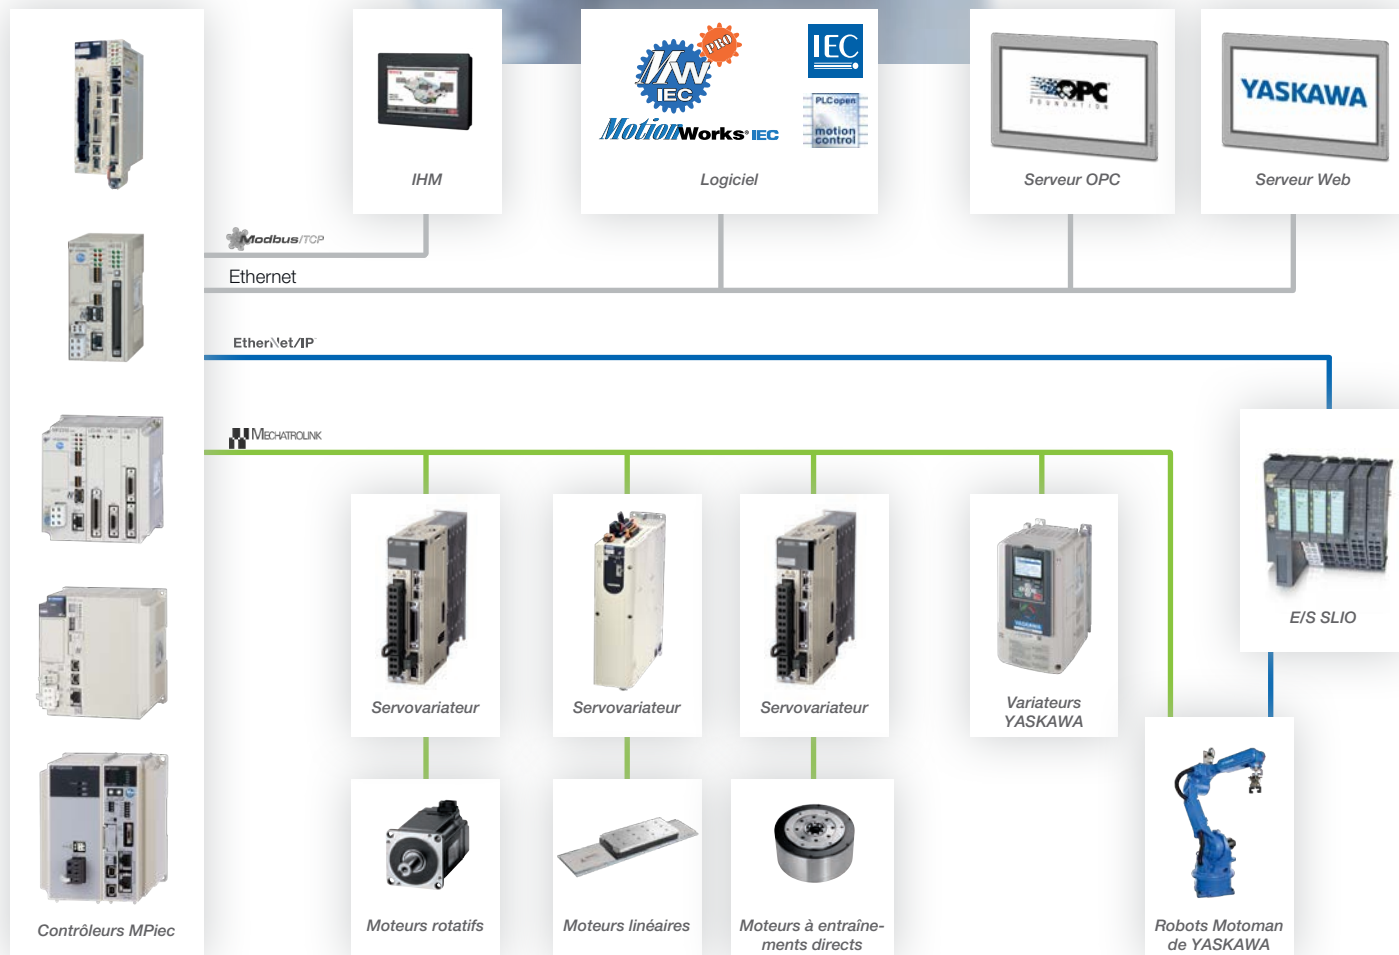 MW
PRO
IEC
MotionWorks® IEC
IEC
PLCopen
motion
control
OPC
FOUNDATION
YASKAWA
IHM
Logiciel
Serveur OPC
Serveur Web
Modbus/TCP
Ethernet
EtherNet/IP
MECHATROLINK
E/S SLIO
Servovariateur
Servovariateur
Servovariateur
Variateurs
YASKAWA
Contrôleurs MPiec
Moteurs rotatifs
Moteurs linéaires
Moteurs à entraîne-
ments directs
Robots Motoman
de YASKAWA